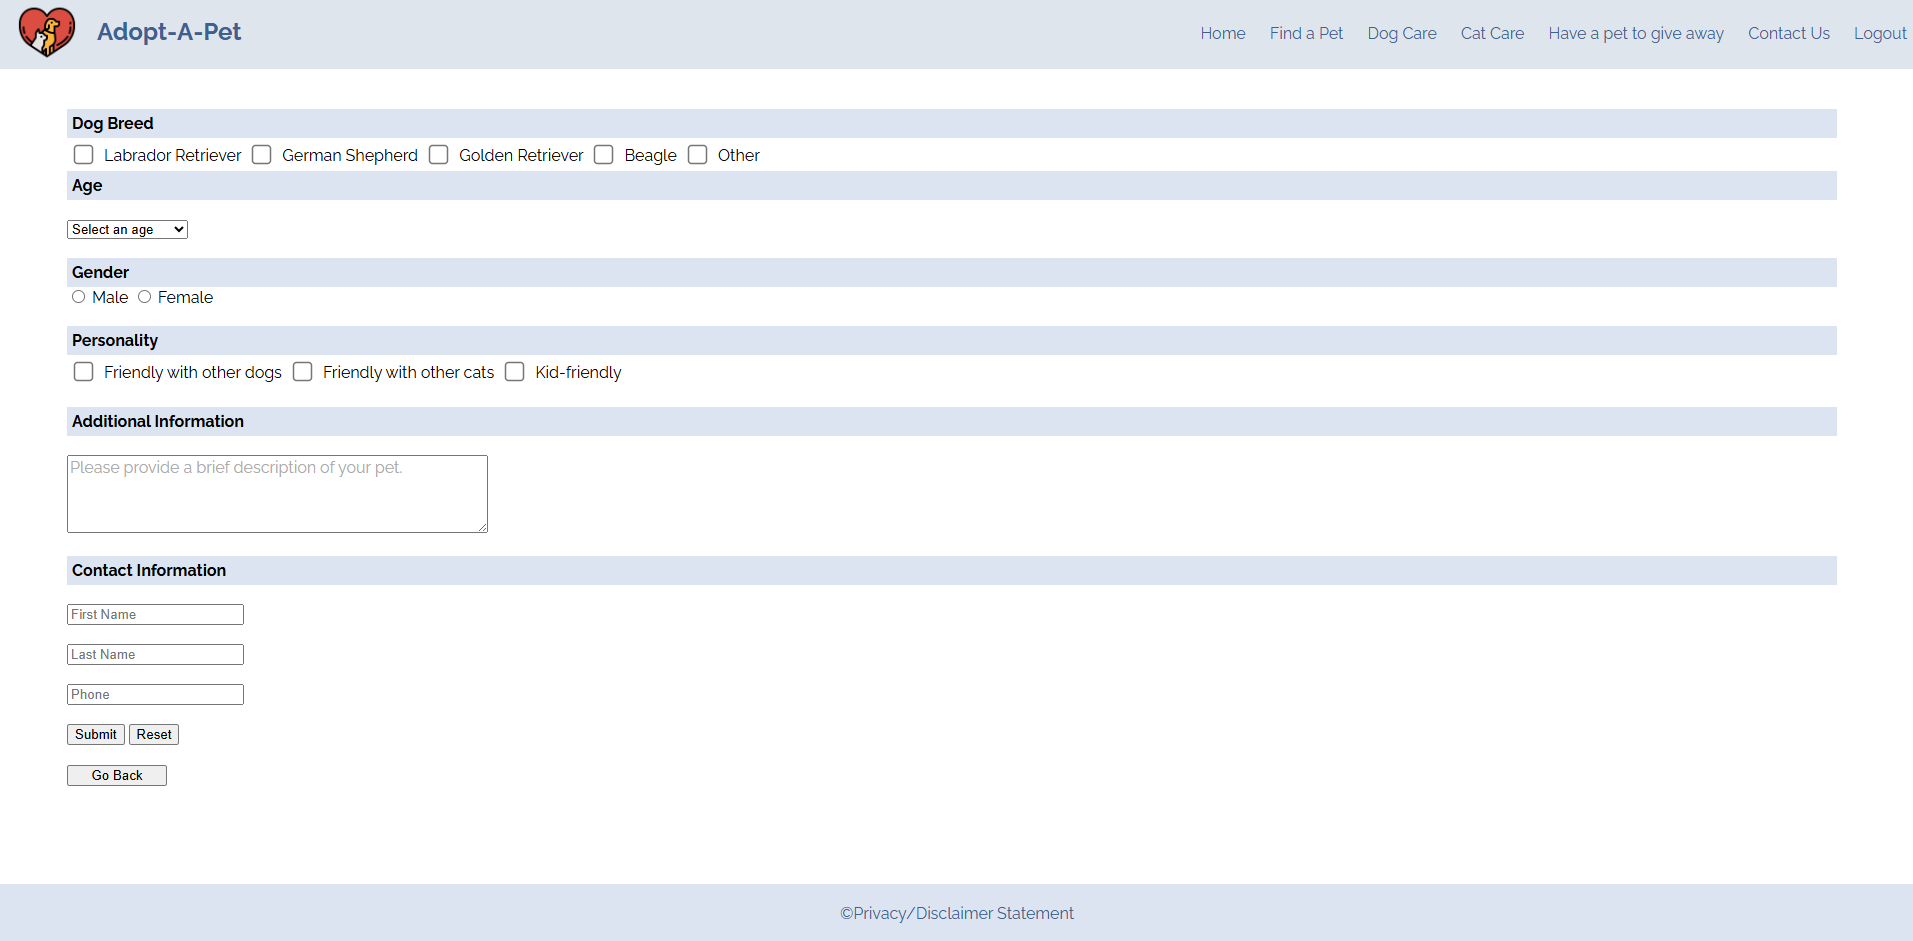 Adopt-A-Pet
Home Find a Pet Dog Care Cat Care Have a pet to give away Contact Us Logout
Dog Breed
Labrador Retriever German Shepherd Golden Retriever Beagle Other
Age
Select an age
Gender
Male Female
Personality
Friendly with other dogs Friendly with other cats Kid-friendly
Additional Information
Please provide a brief description of your pet.
Contact Information
First Name
Last Name
Phone
Submit Reset
Go Back
©Privacy/Disclaimer Statement